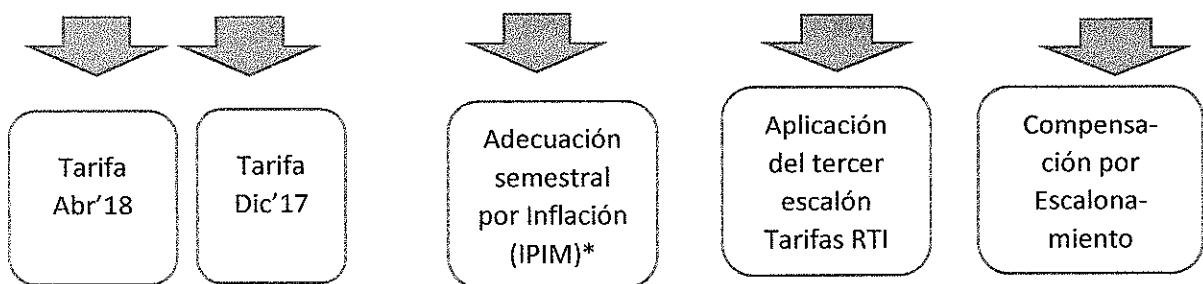 Tarifa
Abr'18
Tarifa
Dic'17
Adecuación
semestral
por Inflación
(IPIM)*
Aplicación
del tercer
escalón
Tarifas RTI
Compensa-
ción por
Escalona-
miento